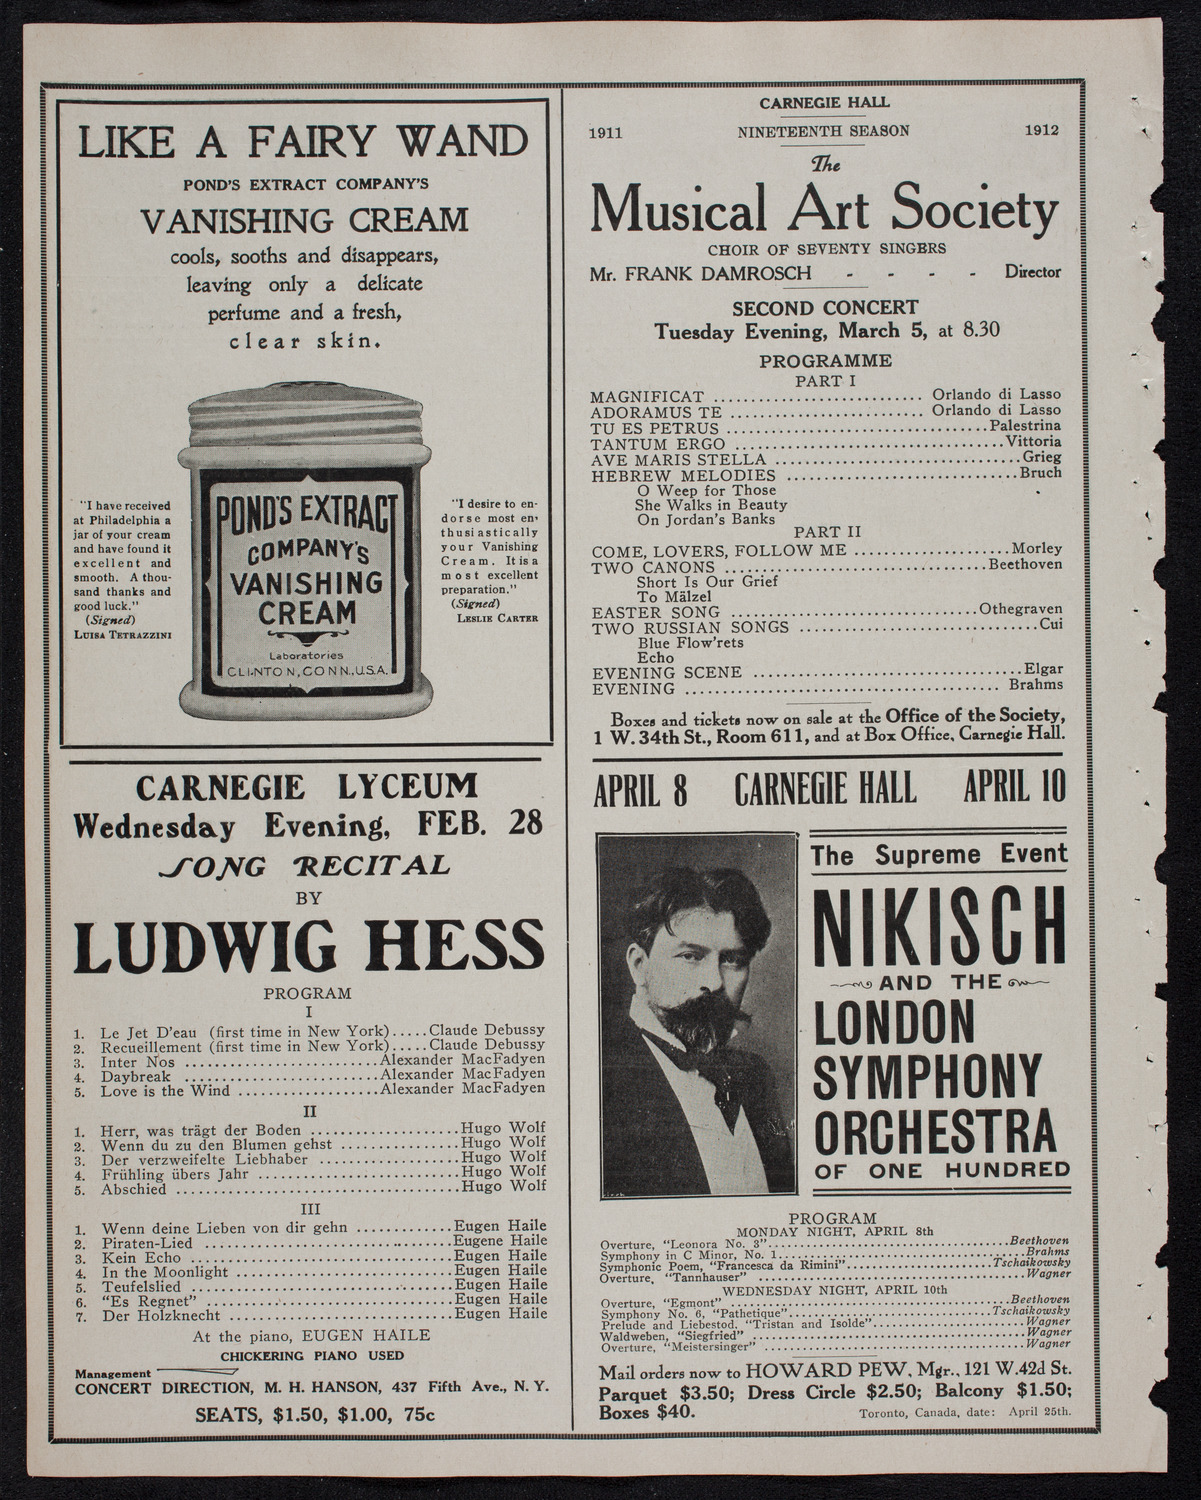 LIKE A FAIRY WAND
POND'S EXTRACT COMPANY'S
VANISHING CREAM
cools, sooths and disappears,
leaving only a delicate
perfume and a fresh,
clear skin.
"I have received
at Philadelphia a
jar of your cream
and have found it
excellent and
smooth. A thou-
sand thanks and
good luck."
(Signed)
LUISA TETRAZZINI
POND'S EXTRACT
COMPANY'S
VANISHING
CREAM
Laboratories
CLINTON, CONN., U.S.A.
"I desire to en-
dorse most en-
thusiastically
your Vanishing
Cream. It is a
most excellent
preparation."
(Signed)
LESLIE CARTER
CARNEGIE LYCEUM
Wednesday Evening, FEB. 28
SONG RECITAL
BY
LUDWIG HESS
PROGRAM
I
1. Le Jet D'eau (first time in New York).....Claude Debussy
2. Recueillement (first time in New York).....Claude Debussy
3. Inter Nos ........................Alexander MacFadyen
4. Daybreak ........................Alexander MacFadyen
5. Love is the Wind .................Alexander MacFadyen
II
1. Herr, was trägt der Boden ...................Hugo Wolf
2. Wenn du zu den Blumen gehst ................Hugo Wolf
3. Der verzweifelte Liebhaber ..................Hugo Wolf
4. Frühling übers Jahr .........................Hugo Wolf
5. Abschied ....................................Hugo Wolf
III
1. Wenn deine Lieben von dir gehn ............Eugen Haile
2. Piraten-Lied ...............................Eugene Haile
3. Kein Echo .................................Eugen Haile
4. In the Moonlight ...........................Eugen Haile
5. Teufelslied .................................Eugen Haile
6. "Es Regnet" ................................Eugen Haile
7. Der Holzknecht .............................Eugen Haile
At the piano, EUGEN HAILE
CHICKERING PIANO USED
Management
CONCERT DIRECTION, M. H. HANSON, 437 Fifth Ave., N. Y.
SEATS, $1.50, $1.00, 75c
CARNEGIE HALL
1911 NINETEENTH SEASON 1912
The
Musical Art Society
CHOIR OF SEVENTY SINGERS
Mr. FRANK DAMROSCH - - - - Director
SECOND CONCERT
Tuesday Evening, March 5, at 8.30
PROGRAMME
PART I
MAGNIFICAT .......................... Orlando di Lasso
ADORAMUS TE ........................ Orlando di Lasso
TU ES PETRUS .................................Palestrina
TANTUM ERGO ..................................Vittoria
AVE MARIS STELLA ...............................Grieg
HEBREW MELODIES .............................Bruch
O Weep for Those
She Walks in Beauty
On Jordan's Banks
PART II
COME, LOVERS, FOLLOW ME ...................Morley
TWO CANONS .................................Beethoven
Short Is Our Grief
To Mälzel
EASTER SONG ...............................Othegraven
TWO RUSSIAN SONGS ..............................Cui
Blue Flow'rets
Echo
EVENING SCENE ..................................Elgar
EVENING ....................................... Brahms
Boxes and tickets now on sale at the Office of the Society,
1 W. 34th St., Room 611, and at Box Office, Carnegie Hall.
APRIL 8 CARNEGIE HALL APRIL 10
The Supreme Event
NIKISCH
AND THE
LONDON
SYMPHONY
ORCHESTRA
OF ONE HUNDRED
PROGRAM
MONDAY NIGHT, APRIL 8th
Overture, "Leonora No. 3"...................................Beethoven
Symphony in C Minor, No. 1...................................Brahms
Symphonic Poem, "Francesca da Rimini".....................Tschaikowsky
Overture, "Tannhauser" .....................................Wagner
WEDNESDAY NIGHT, APRIL 10th
Overture, "Egmont" .......................................Beethoven
Symphony No. 6, "Pathetique".............................Tschaikowsky
Prelude and Liebestod, "Tristan and Isolde".....................Wagner
Waldweben, "Siegfried" .......................................Wagner
Overture, "Meistersinger" .....................................Wagner
Mail orders now to HOWARD PEW, Mgr., 121 W. 42d St.
Parquet $3.50; Dress Circle $2.50; Balcony $1.50;
Boxes $40. Toronto, Canada, date: April 25th.